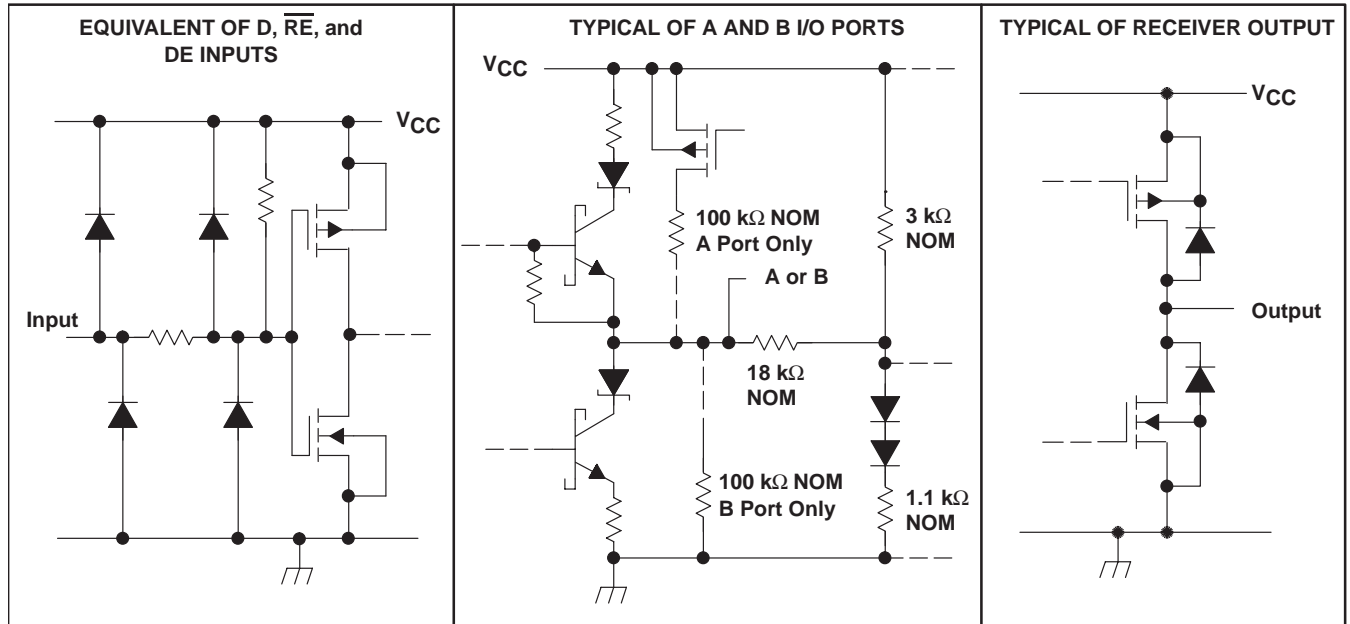 EQUIVALENT OF D, R̅E̅, and
DE INPUTS
VCC
Input
TYPICAL OF A AND B I/O PORTS
VCC
100 kΩ NOM
A Port Only
3 kΩ
NOM
A or B
18 kΩ
NOM
100 kΩ NOM
B Port Only
1.1 kΩ
NOM
TYPICAL OF RECEIVER OUTPUT
VCC
Output